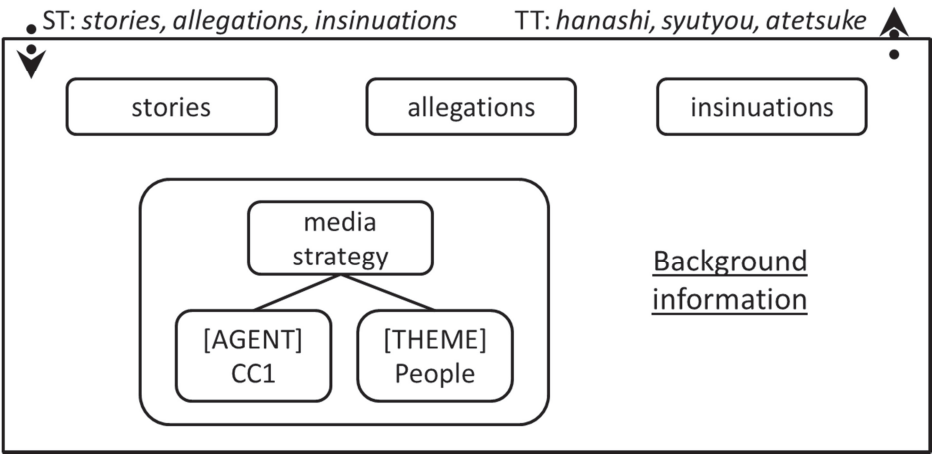 ST: stories, allegations, insinuations TT: hanashi, syutyou, atetsuke
stories allegations insinuations
media
strategy
Background
information
[AGENT]
CC1
[THEME]
People